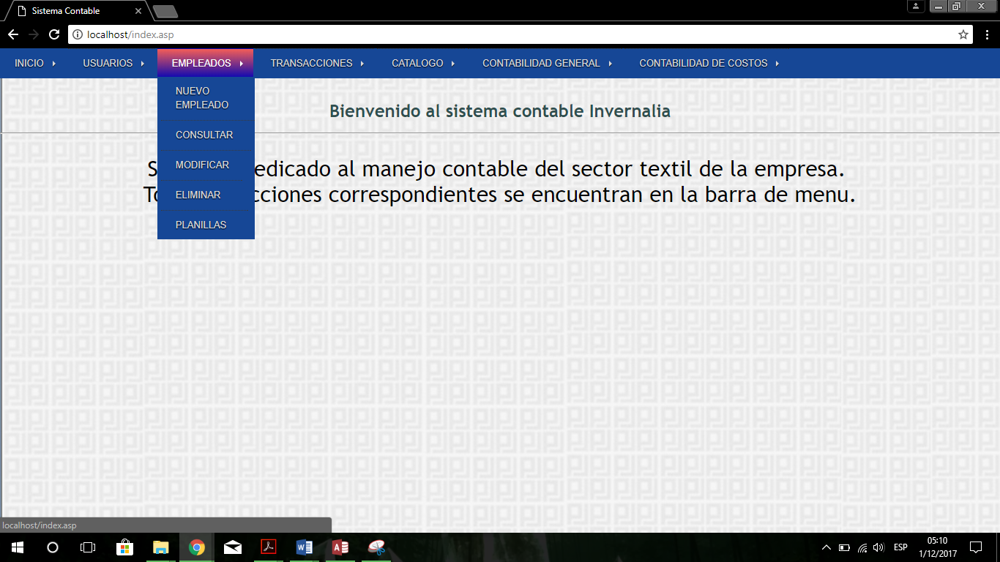 Sistema Contable
localhost/index.asp
INICIO USUARIOS EMPLEADOS TRANSACCIONES CATALOGO CONTABILIDAD GENERAL CONTABILIDAD DE COSTOS
NUEVO
EMPLEADO
CONSULTAR
MODIFICAR
ELIMINAR
PLANILLAS
Bienvenido al sistema contable Invernalia
S edicado al manejo contable del sector textil de la empresa.
To cciones correspondientes se encuentran en la barra de menu.
localhost/index.asp
ESP
05:10
1/12/2017